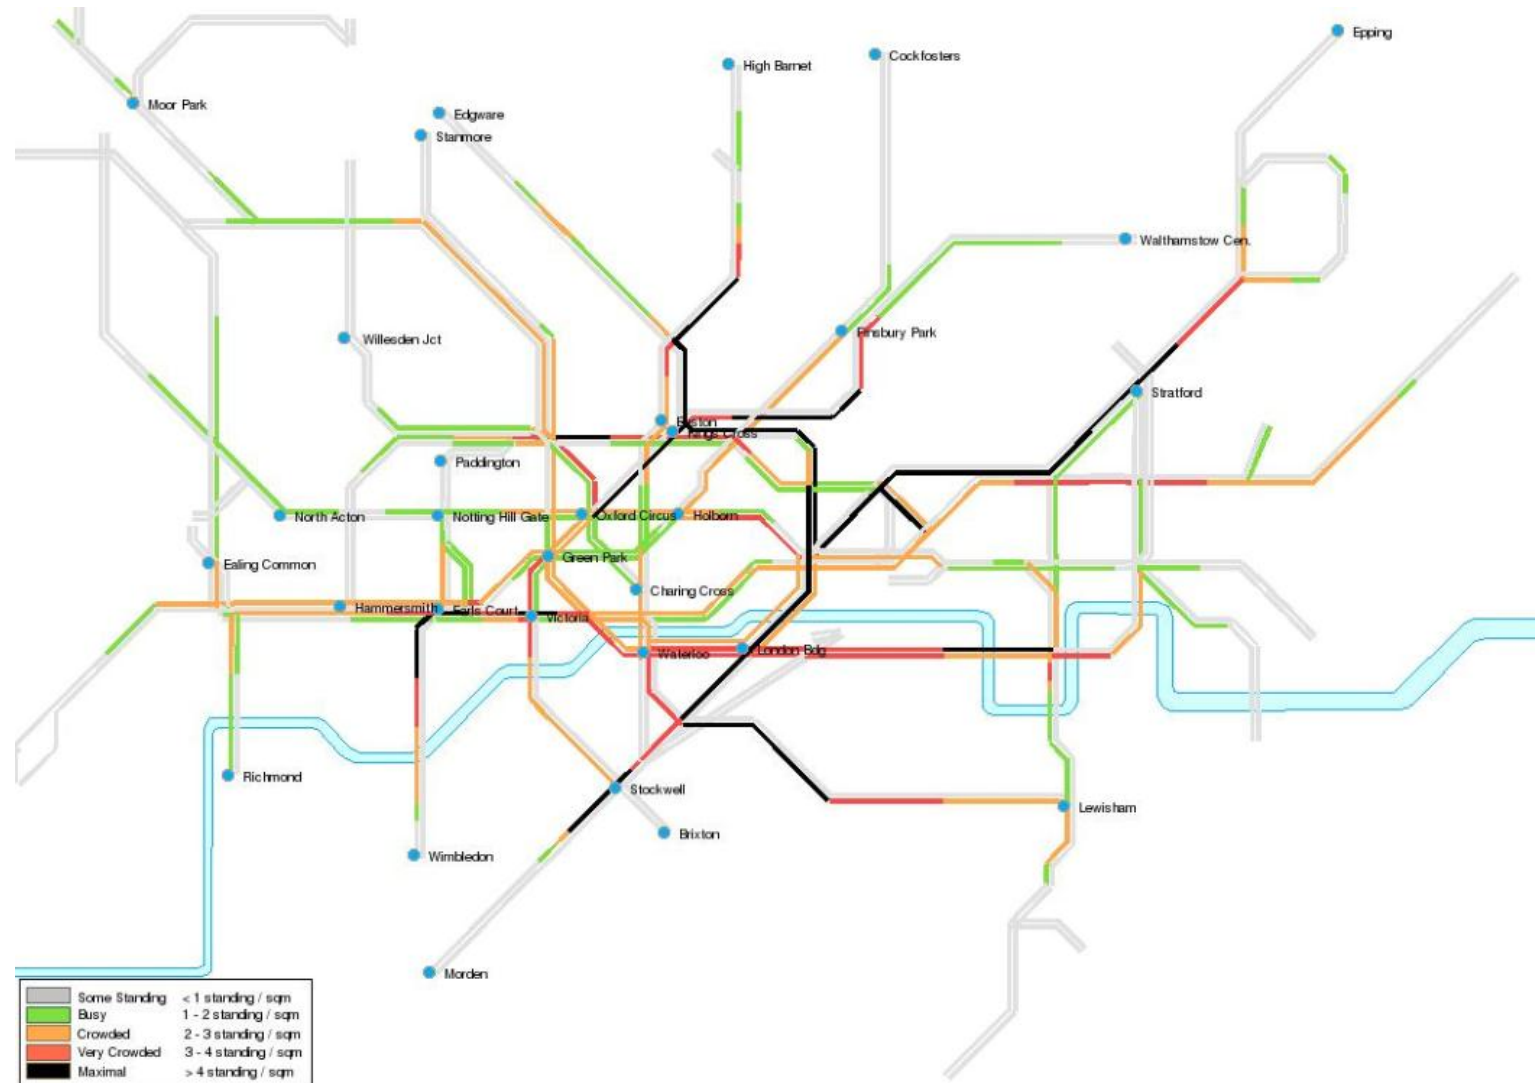 Epping
Cockfosters
High Barnet
Moor Park
Edgware
Stanmore
Walthamstow Cen.
Finsbury Park
Willesden Jct
Stratford
Euston
Kings Cross
Paddington
North Acton
Notting Hill Gate
Oxford Circus
Holborn
Green Park
Ealing Common
Charing Cross
Hammersmith
Earls Court
Victoria
Waterloo
London Bdg
Richmond
Stockwell
Lewisham
Brixton
Wimbledon
Morden
Some Standing < 1 standing / sqm
Busy 1 - 2 standing / sqm
Crowded 2 - 3 standing / sqm
Very Crowded 3 - 4 standing / sqm
Maximal > 4 standing / sqm